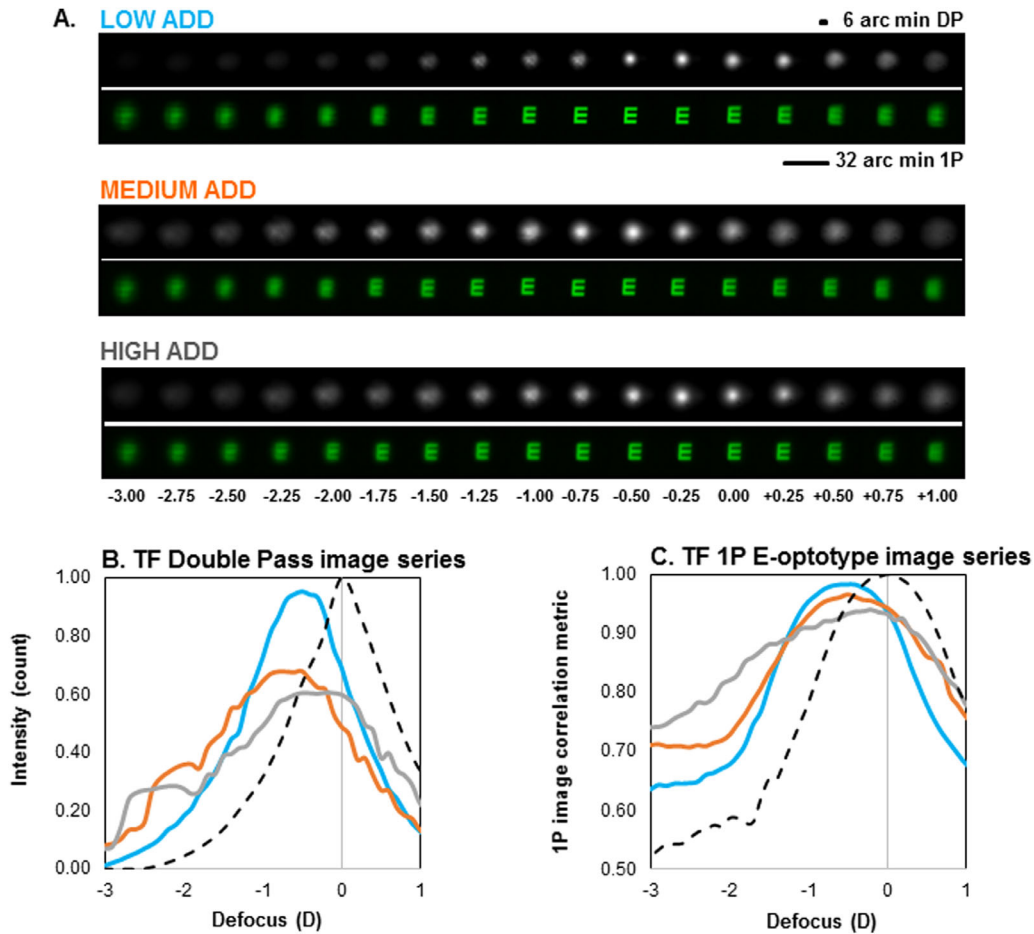 A. LOW ADD
6 arc min DP
E E E E E E E E E E E
32 arc min 1P
MEDIUM ADD
E E E E E E E E E E E E
HIGH ADD
E E E E E E E E E E E E
-3.00 -2.75 -2.50 -2.25 -2.00 -1.75 -1.50 -1.25 -1.00 -0.75 -0.50 -0.25 0.00 +0.25 +0.50 +0.75 +1.00
B. TF Double Pass image series
1.00
0.80
0.60
0.40
0.20
0.00
Intensity (count)
-3 -2 -1 0 1
Defocus (D)
C. TF 1P E-optotype image series
1.00
0.90
0.80
0.70
0.60
0.50
1P image correlation metric
-3 -2 -1 0 1
Defocus (D)